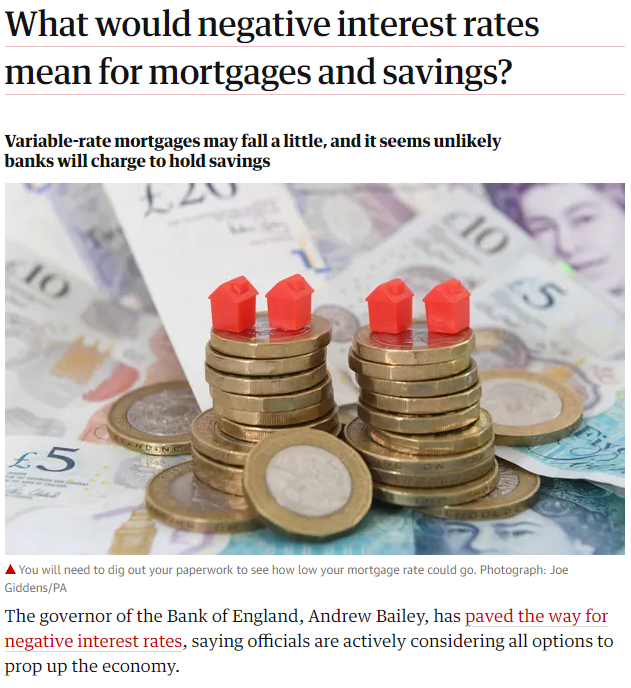 What would negative interest rates
mean for mortgages and savings?
Variable-rate mortgages may fall a little, and it seems unlikely
banks will charge to hold savings
£20
£10
10
5
£5
Five
STANDING
▲ You will need to dig out your paperwork to see how low your mortgage rate could go. Photograph: Joe
Giddens/PA
The governor of the Bank of England, Andrew Bailey, has paved the way for
negative interest rates, saying officials are actively considering all options to
prop up the economy.